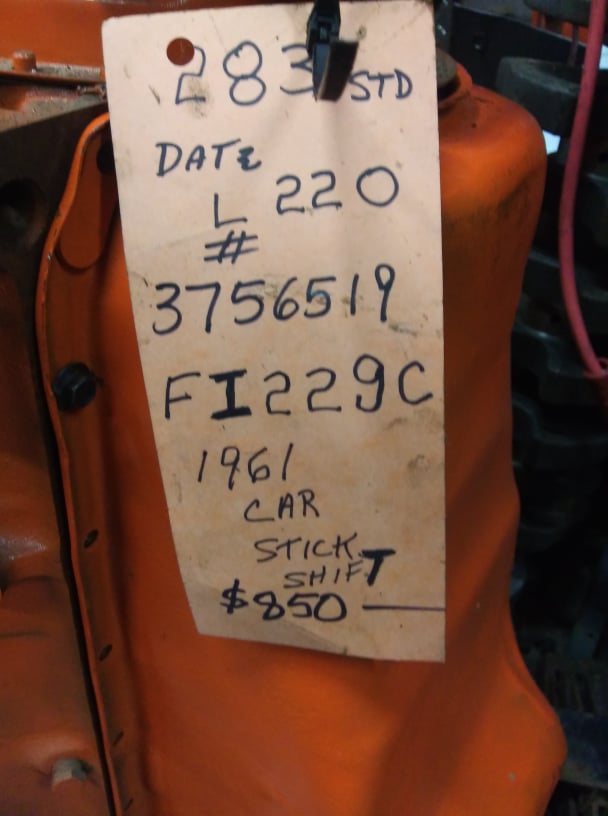 283 STD
DATE
L 220
#
3756519
FI229C
1961
CAR
STICK
SHIFT
$850 —